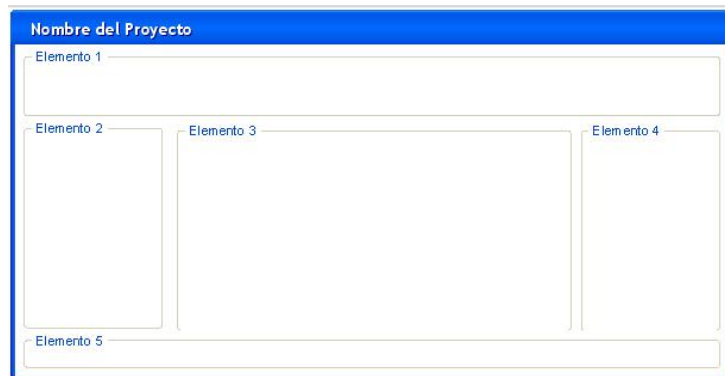 Nombre del Proyecto
Elemento 1
Elemento 2
Elemento 3
Elemento 4
Elemento 5